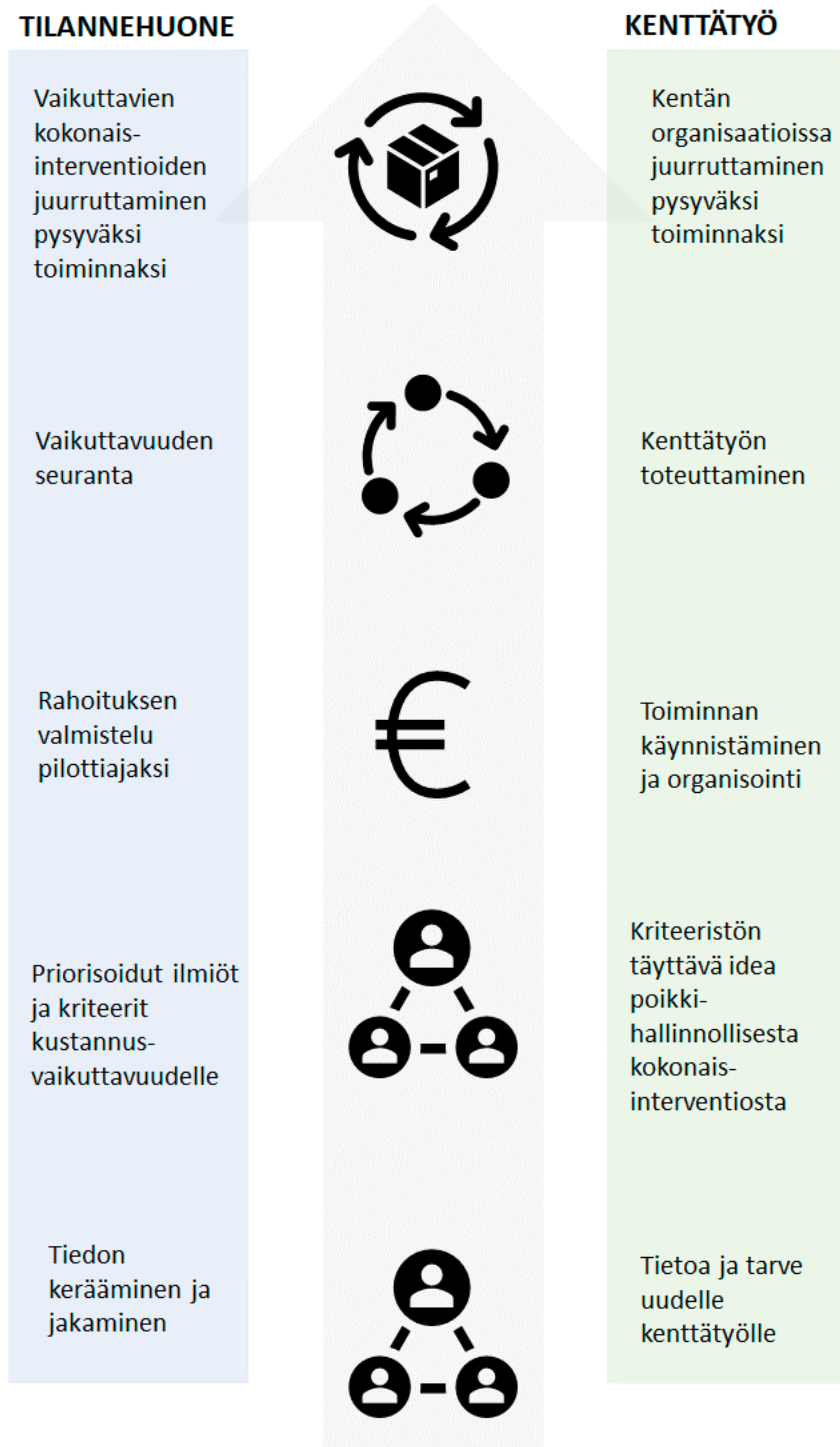 TILANNEHUONE
Vaikuttavien
kokonais-
interventioiden
juurruttaminen
pysyväksi
toiminnaksi
Vaikuttavuuden
seuranta
Rahoituksen
valmistelu
pilottiajaksi
Priorisoidut ilmiöt
ja kriteerit
kustannus-
vaikuttavuudelle
Tiedon
kerääminen ja
jakaminen
KENTTÄTYÖ
Kentän
organisaatioissa
juurruttaminen
pysyväksi
toiminnaksi
Kenttätyön
toteuttaminen
€
Toiminnan
käynnistäminen
ja organisointi
Kriteeristön
täyttävä idea
poikki-
hallinnollisesta
kokonais-
interventiosta
Tietoa ja tarve
uudelle
kenttätyölle